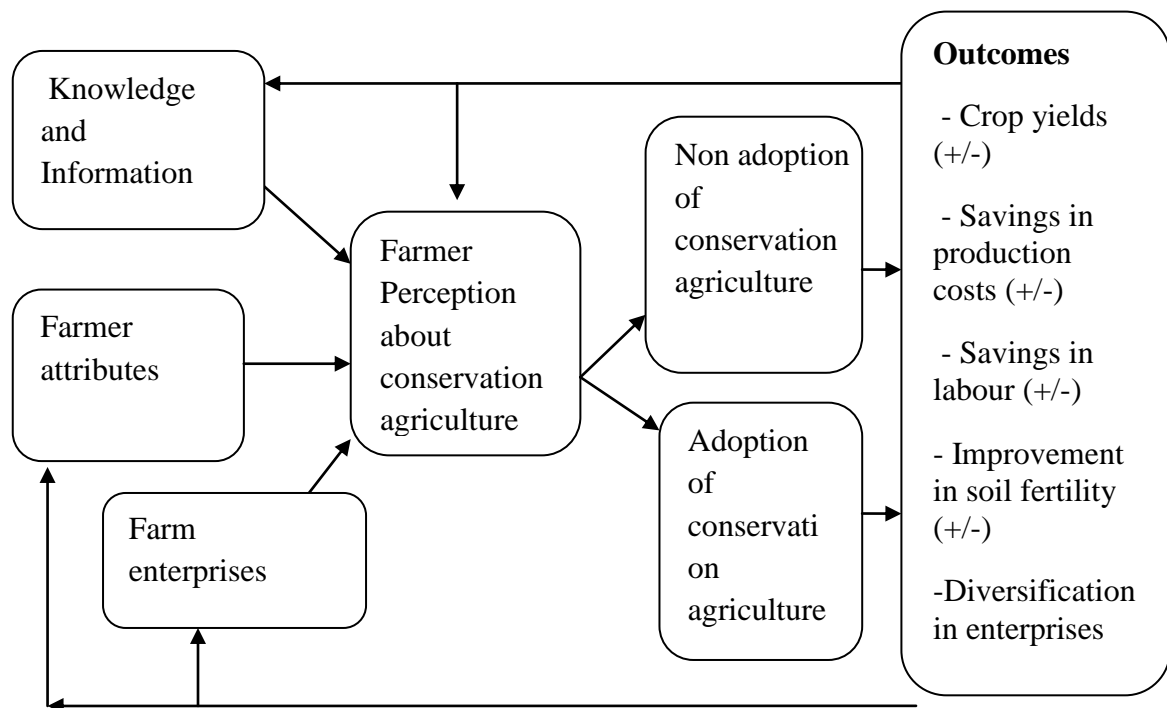 Knowledge
and
Information
Farmer
attributes
Farm
enterprises
Farmer
Perception
about
conservation
agriculture
Non adoption
of
conservation
agriculture
Adoption
of
conservati
on
agriculture
Outcomes
- Crop yields
(+/-)
- Savings in
production
costs (+/-)
- Savings in
labour (+/-)
- Improvement
in soil fertility
(+/-)
-Diversification
in enterprises